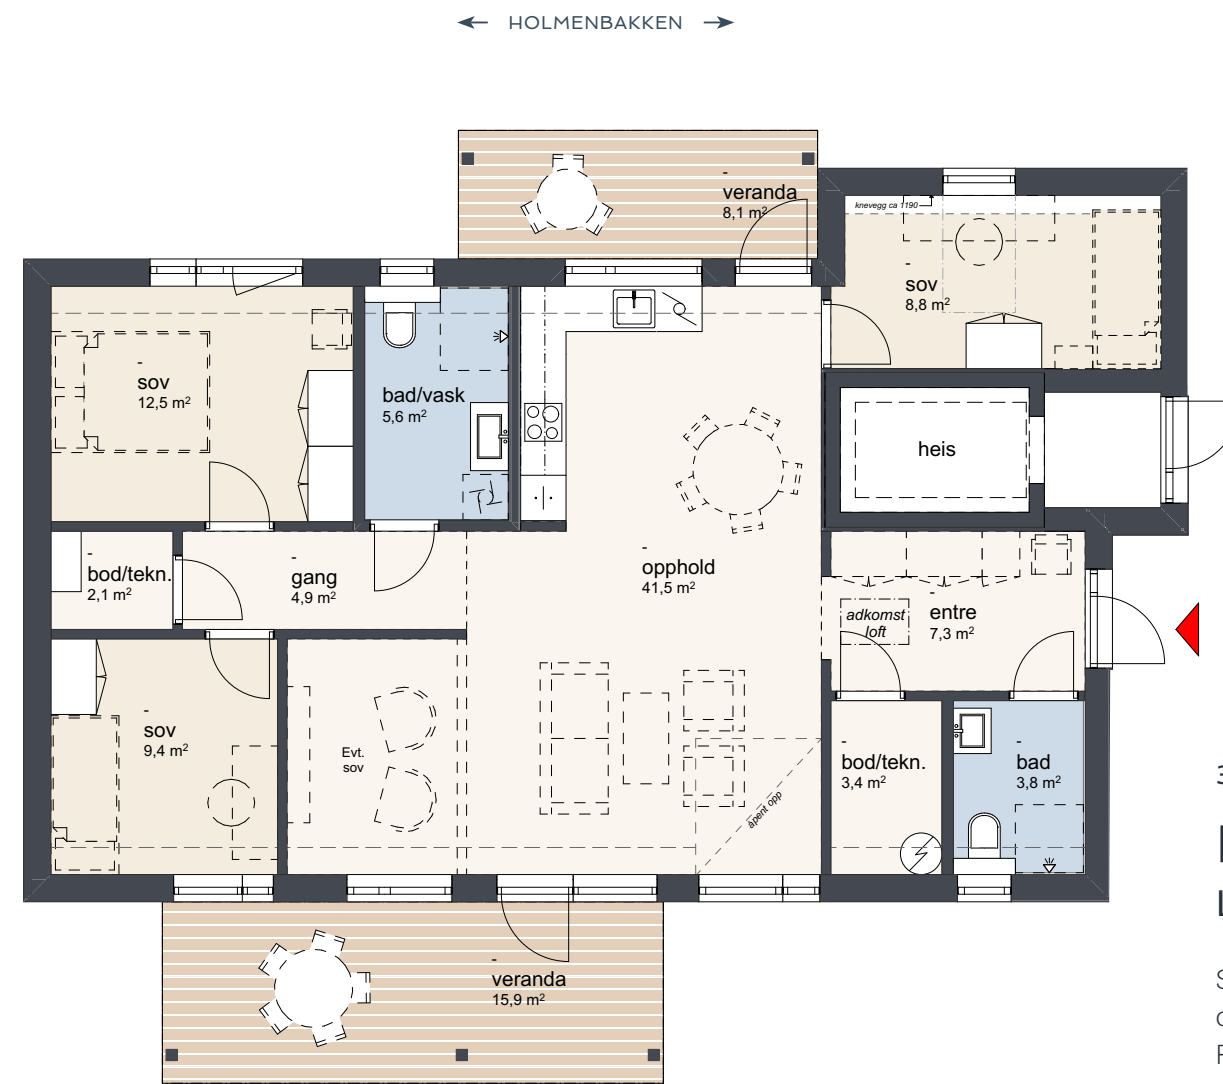 HOLMENBAKKEN
veranda
8,1 m²
knevegg ca 1190
sov
8,8 m²
sov
12,5 m²
bad/vask
5,6 m²
heis
bod/tekn.
2,1 m²
gang
4,9 m²
opphold
41,5 m²
adkomst
loft
entre
7,3 m²
sov
9,4 m²
Evt.
sov
åpent opp
bod/tekn.
3,4 m²
bad
3,8 m²
veranda
15,9 m²